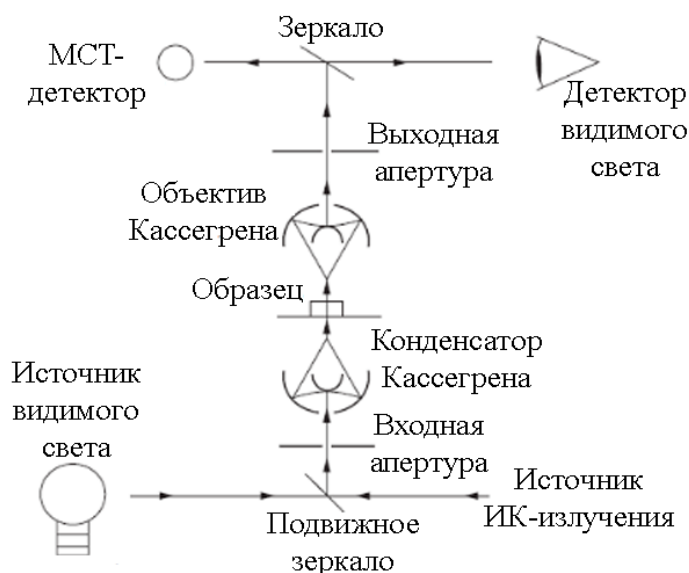 Зеркало
МСТ-
детектор
Детектор
видимого
света
Выходная
апертура
Объектив
Кассегрена
Образец
Конденсатор
Кассегрена
Источник
видимого
света
Входная
апертура
Источник
ИК-излучения
Подвижное
зеркало